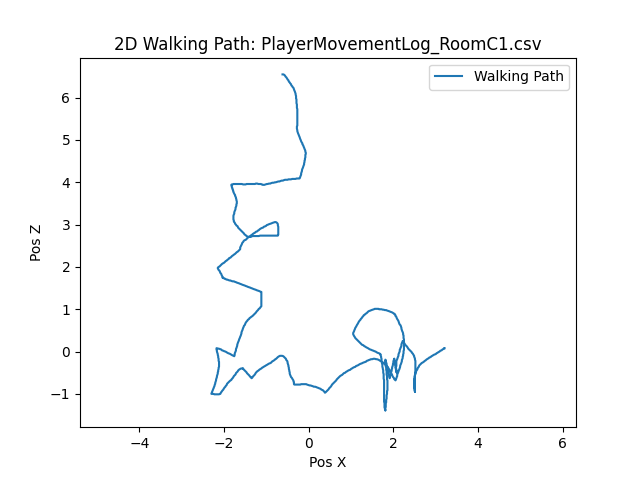 2D Walking Path: PlayerMovementLog_RoomC1.csv
Walking Path
6
5
4
3
2
1
0
−1
Pos Z
−4 −2 0 2 4 6
Pos X